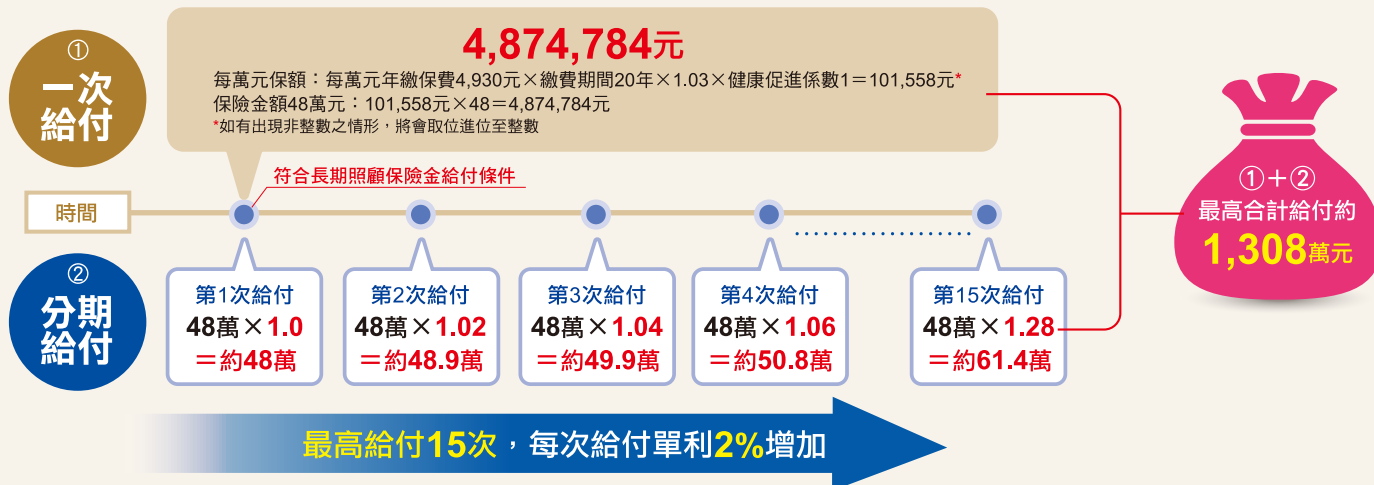 ①
一次
給付
4,874,784元
每萬元保額：每萬元年繳保費4,930元×繳費期間20年×1.03×健康促進係數1＝101,558元*
保險金額48萬元：101,558元×48＝4,874,784元
*如有出現非整數之情形，將會取位進位至整數
符合長期照顧保險金給付條件
時間
②
分期
給付
第1次給付
48萬×1.0
＝約48萬
第2次給付
48萬×1.02
＝約48.9萬
第3次給付
48萬×1.04
＝約49.9萬
第4次給付
48萬×1.06
＝約50.8萬
第15次給付
48萬×1.28
＝約61.4萬
①＋②
最高合計給付約
1,308萬元
最高給付15次，每次給付單利2%增加